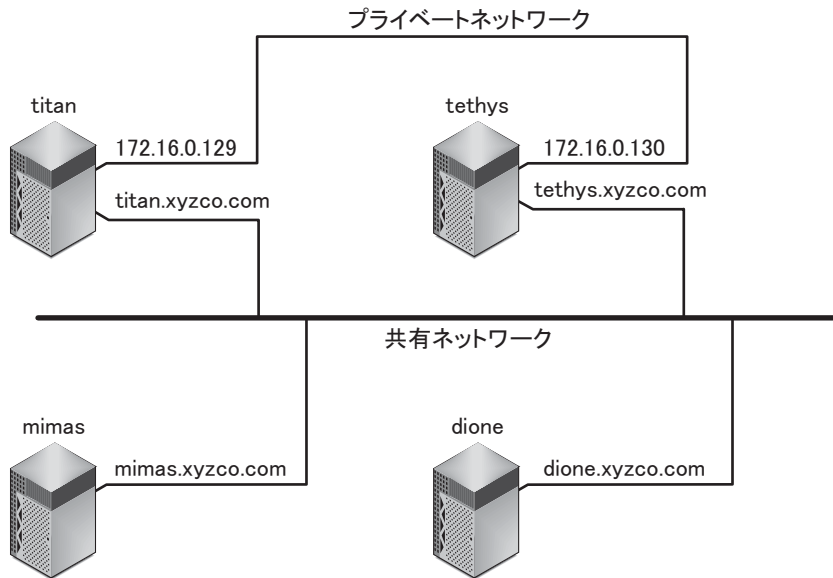 プライベートネットワーク
titan
tethys
172.16.0.129
172.16.0.130
titan.xyzco.com
tethys.xyzco.com
共有ネットワーク
mimas
dione
mimas.xyzco.com
dione.xyzco.com